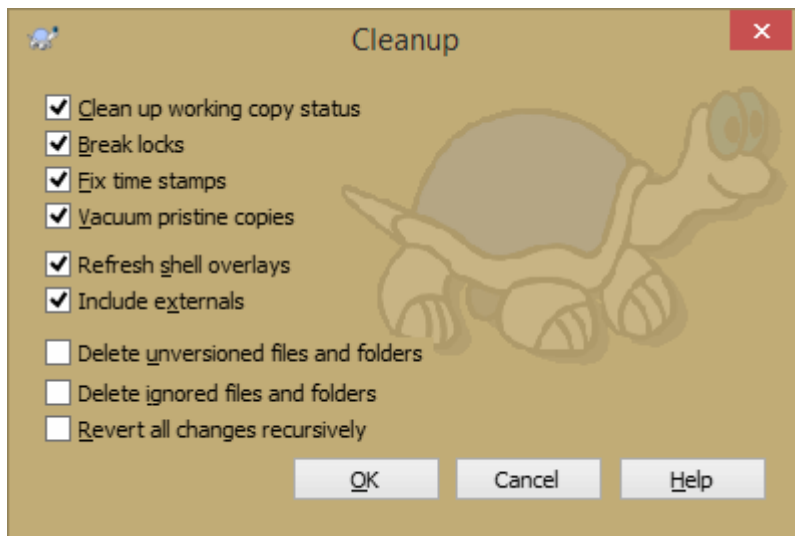 Cleanup
Clean up working copy status
Break locks
Fix time stamps
Vacuum pristine copies
Refresh shell overlays
Include externals
Delete unversioned files and folders
Delete ignored files and folders
Revert all changes recursively
OK Cancel Help